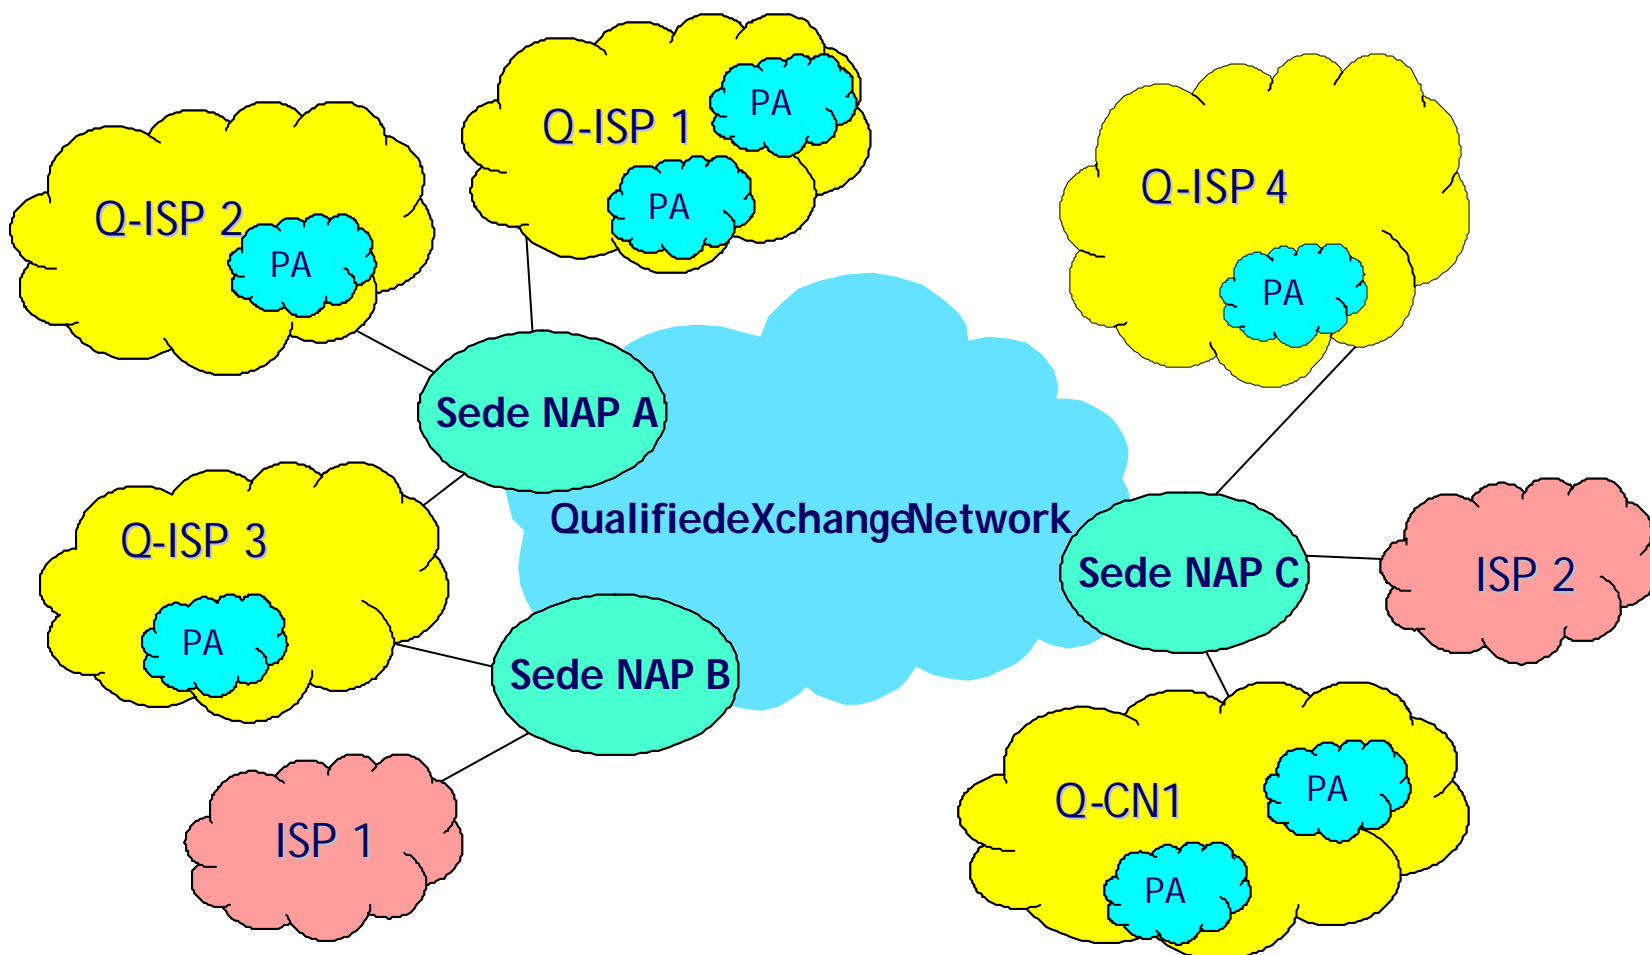 Q-ISP 1
PA
PA
Q-ISP 2
PA
Q-ISP 4
PA
Sede NAP A
QualifiedeXchangeNetwork
Q-ISP 3
PA
Sede NAP C
ISP 2
Sede NAP B
ISP 1
Q-CN1
PA
PA